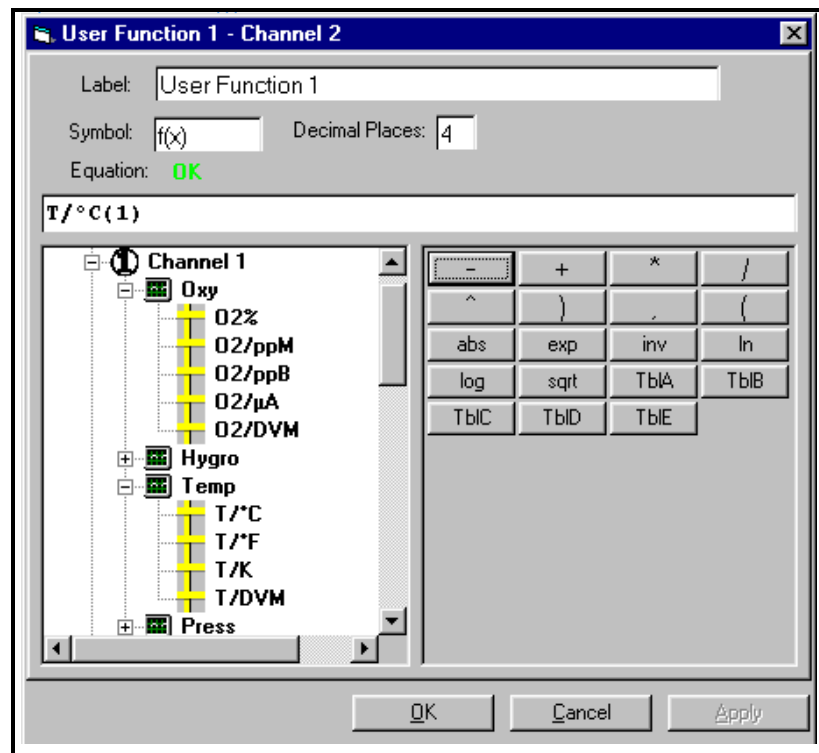 User Function 1 - Channel 2
Label: User Function 1
Symbol: f(x) Decimal Places: 4
Equation: OK
T/°C(1)
1 Channel 1
Oxy
O2%
O2/ppM
O2/ppB
O2/µA
O2/DVM
Hygro
Temp
T/°C
T/°F
T/K
T/DVM
Press
- + * /
^ ) , (
abs exp inv ln
log sqrt TblA TblB
TblC TblD TblE
OK Cancel Apply